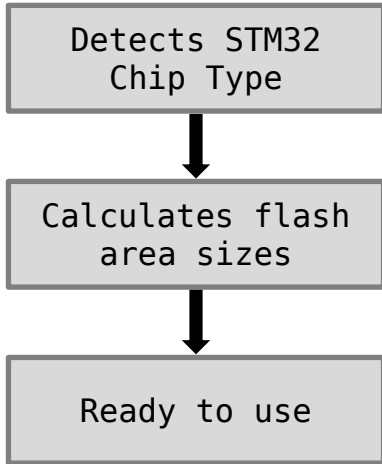 Detects STM32
Chip Type
Calculates flash
area sizes
Ready to use